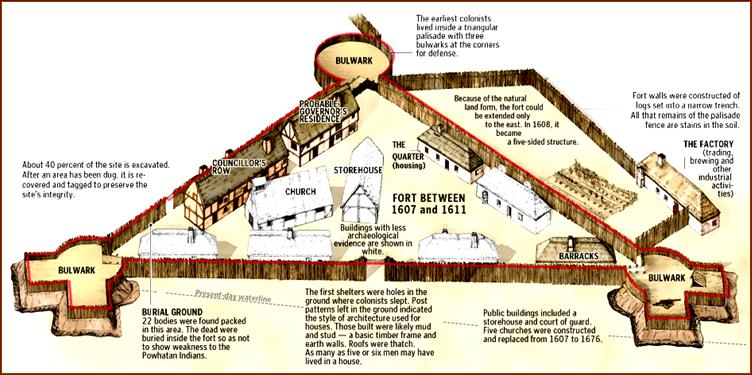 The earliest colonists
lived inside a triangular
palisade with three
bulwarks at the corners
for defense.
BULWARK
Fort walls were constructed of
logs set into a narrow trench.
All that remains of the palisade
fence are stains in the soil.
Because of the natural
land form, the fort could
be extended only
to the east. In 1608, it
became
a five-sided structure.
PROBABLE
GOVERNOR'S
RESIDENCE
THE
QUARTER
(housing)
THE FACTORY
(trading,
brewing and
other
industrial
activi-
ties)
About 40 percent of the site is excavated.
After an area has been dug, it is re-
covered and tagged to preserve the
site's integrity.
COUNCILLOR'S
ROW
STOREHOUSE
CHURCH
FORT BETWEEN
1607 and 1611
Buildings with less
archaeological
evidence are shown in
white.
BARRACKS
BULWARK
BULWARK
Present-day waterline
BURIAL GROUND
22 bodies were found packed
in this area. The dead were
buried inside the fort so as not
to show weakness to the
Powhatan Indians.
The first shelters were holes in the
ground where colonists slept. Post
patterns left in the ground indicated
the style of architecture used for
houses. Those built were likely mud
and stud — a basic timber frame and
earth walls. Roofs were thatch.
As many as five or six men may have
lived in a house.
Public buildings included a
storehouse and court of guard.
Five churches were constructed
and replaced from 1607 to 1676.